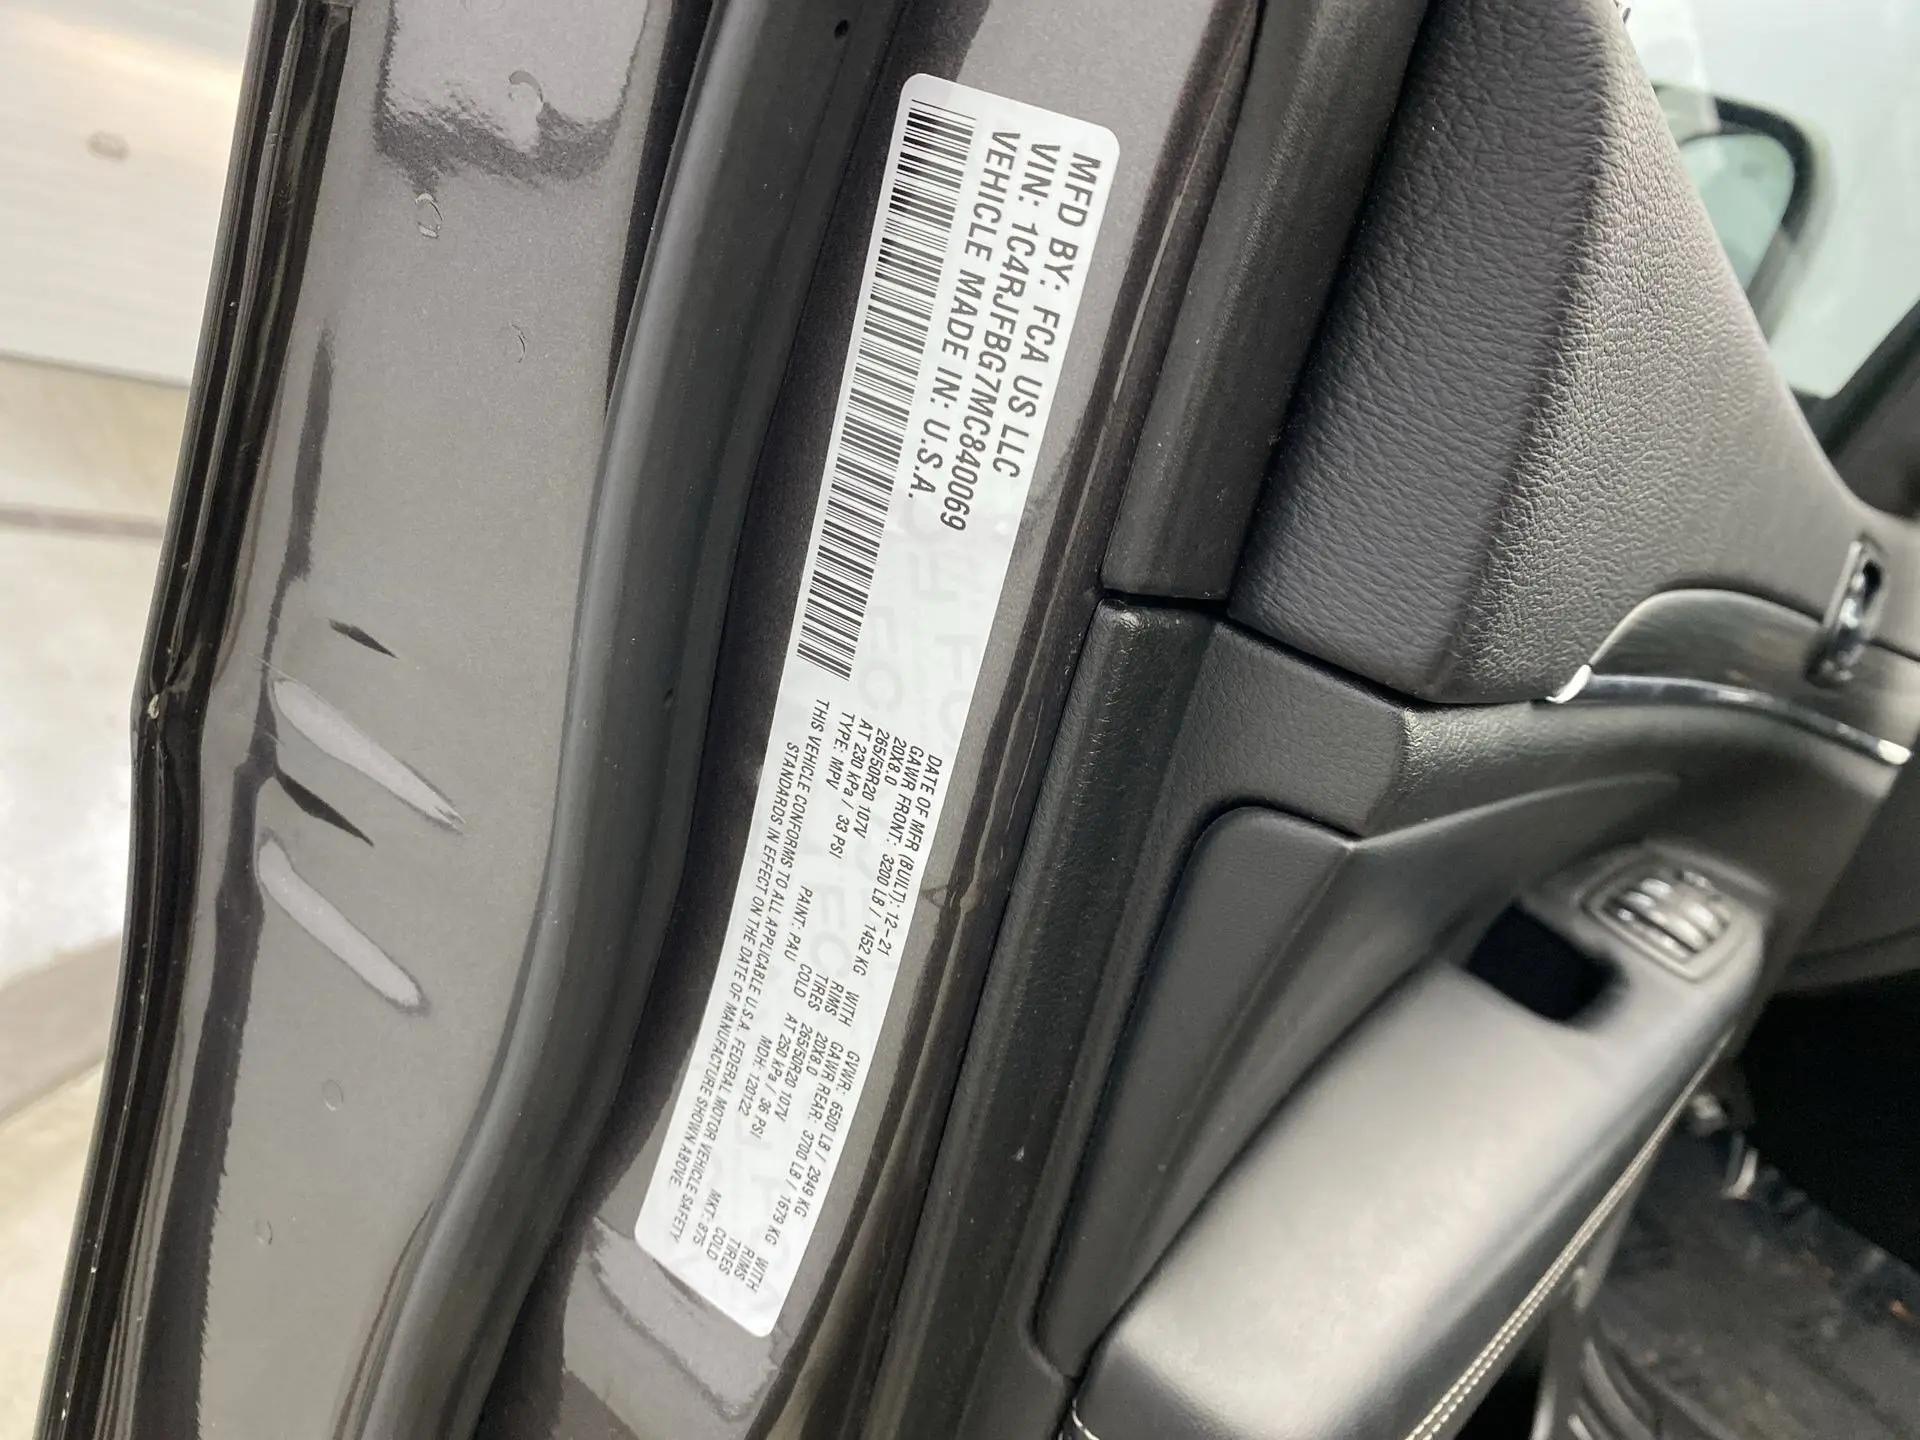 MFD BY: FCA US LLC
VIN: 1C4RJFBG7MC840069
VEHICLE MADE IN: U.S.A.
DATE OF MFR (BUILT): 12-21 GVWR: 6500 LB / 2949 KG
GAWR FRONT: 3200 LB / 1452 KG WITH GAWR REAR: 3700 LB / 1679 KG WITH
20X8.0 RIMS 20X8.0 RIMS
265/50R20 107V TIRES 265/50R20 107V TIRES
AT 230 kPa / 33 PSI COLD AT 250 kPa / 36 PSI COLD
TYPE: MPV PAINT: PAU MDH: 120122 MKT: 875
THIS VEHICLE CONFORMS TO ALL APPLICABLE U.S.A. FEDERAL MOTOR VEHICLE SAFETY
STANDARDS IN EFFECT ON THE DATE OF MANUFACTURE SHOWN ABOVE.